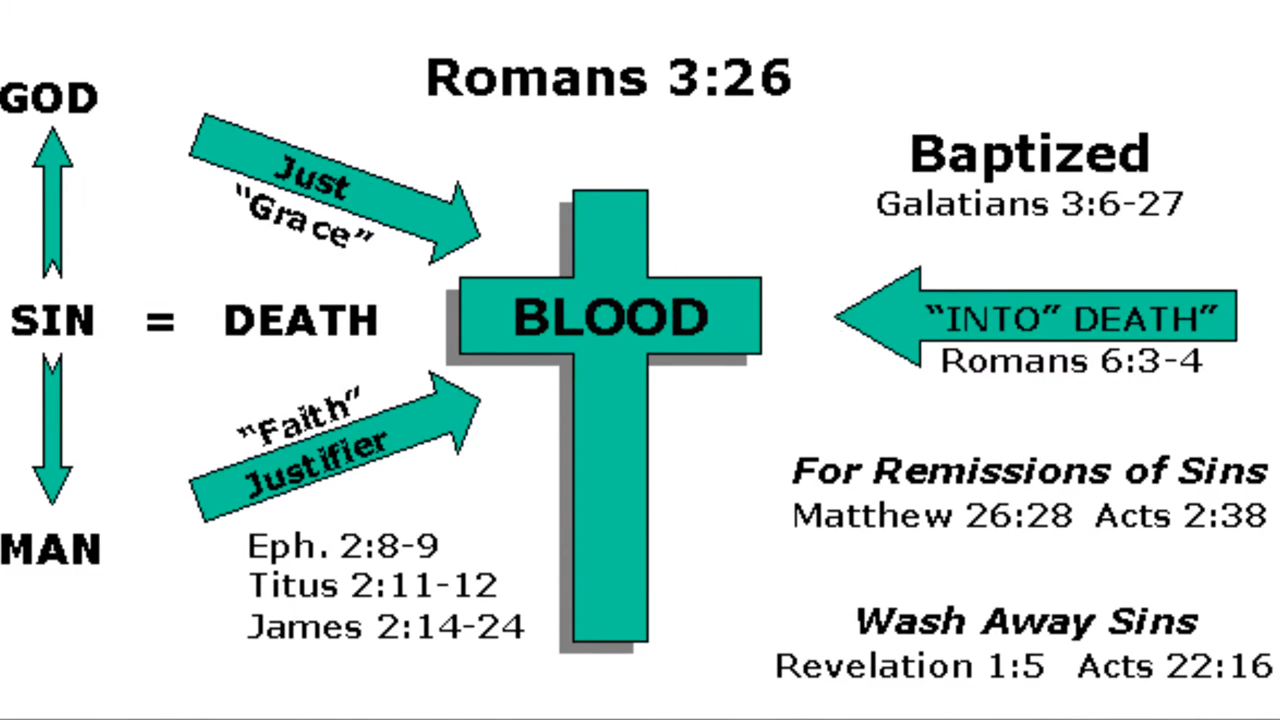 Romans 3:26
GOD
Just
“Grace”
SIN = DEATH
“Faith”
Justifier
MAN
Eph. 2:8-9
Titus 2:11-12
James 2:14-24
BLOOD
Baptized
Galatians 3:6-27
“INTO” DEATH”
Romans 6:3-4
For Remissions of Sins
Matthew 26:28 Acts 2:38
Wash Away Sins
Revelation 1:5 Acts 22:16